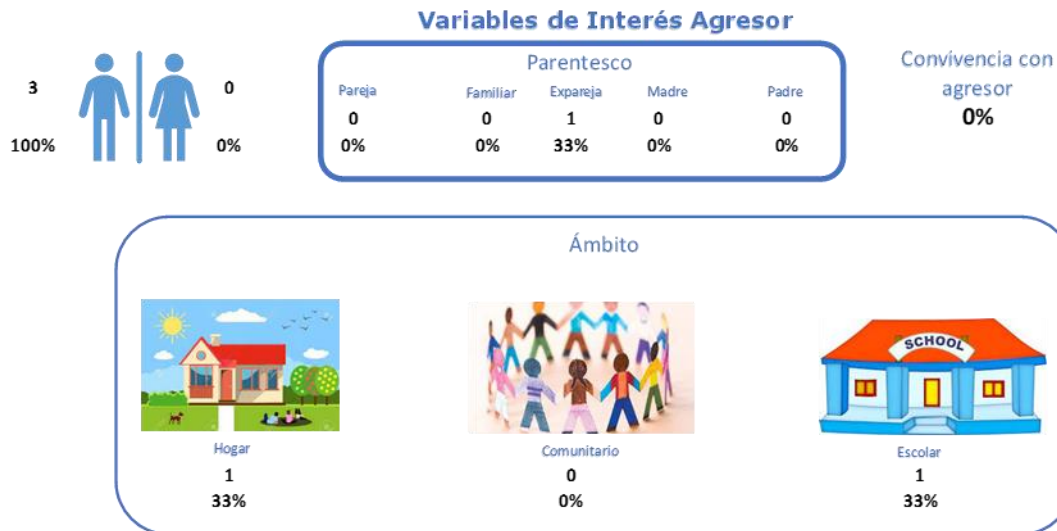 Variables de Interés Agresor
3
100%
0
0%
Parentesco
Pareja Familiar Expareja Madre Padre
0 0 1 0 0
0% 0% 33% 0% 0%
Convivencia con
agresor
0%
Ámbito
SCHOOL
Hogar Comunitario Escolar
1 0 1
33% 0% 33%